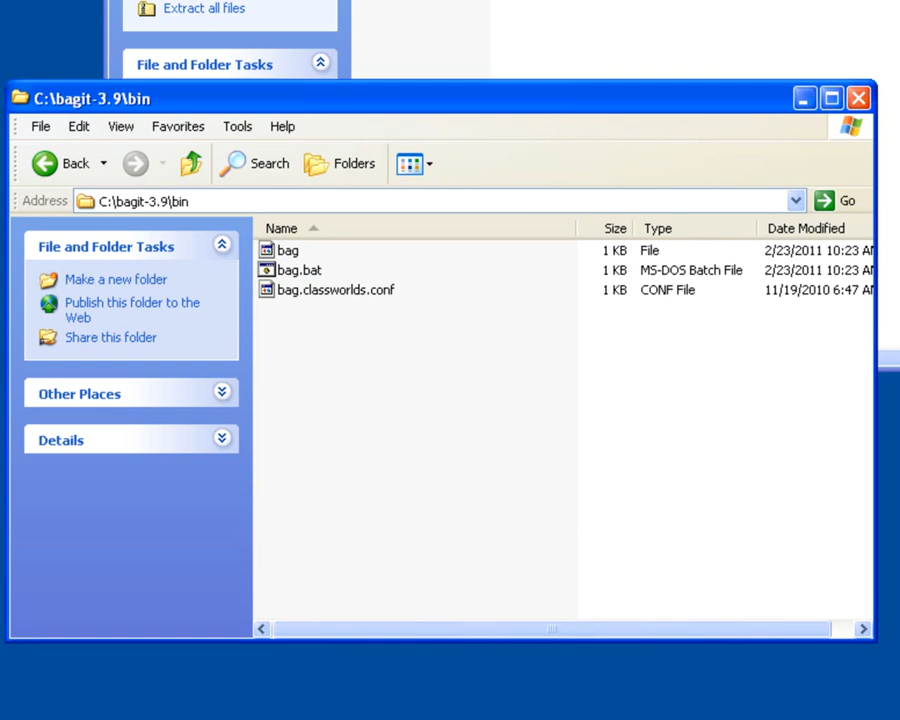 Extract all files
File and Folder Tasks
C:\bagit-3.9\bin
File Edit View Favorites Tools Help
Back Search Folders
Address C:\bagit-3.9\bin Go
File and Folder Tasks
Make a new folder
Publish this folder to the
Web
Share this folder
Other Places
Details
Name Size Type Date Modified
bag 1 KB File 2/23/2011 10:23 AM
bag.bat 1 KB MS-DOS Batch File 2/23/2011 10:23 AM
bag.classworlds.conf 1 KB CONF File 11/19/2010 6:47 AM